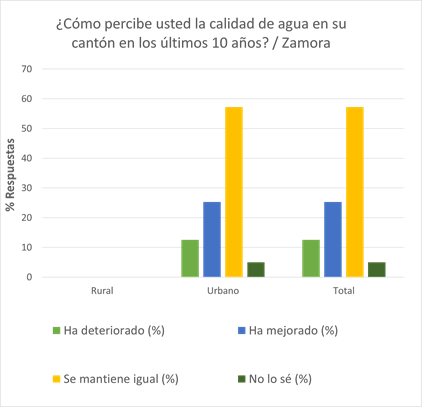 ¿Cómo percibe usted la calidad de agua en su
cantón en los últimos 10 años? / Zamora
70
60
50
40
30
20
10
0
% Respuestas
Rural Urbano Total
Ha deteriorado (%) Ha mejorado (%)
Se mantiene igual (%) No lo sé (%)